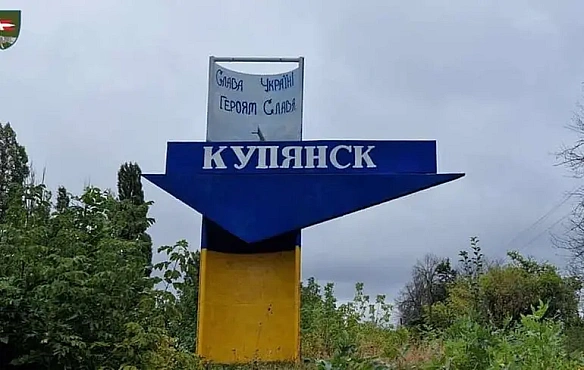 Слава Україні
Героям Слава
КУПЯНСК